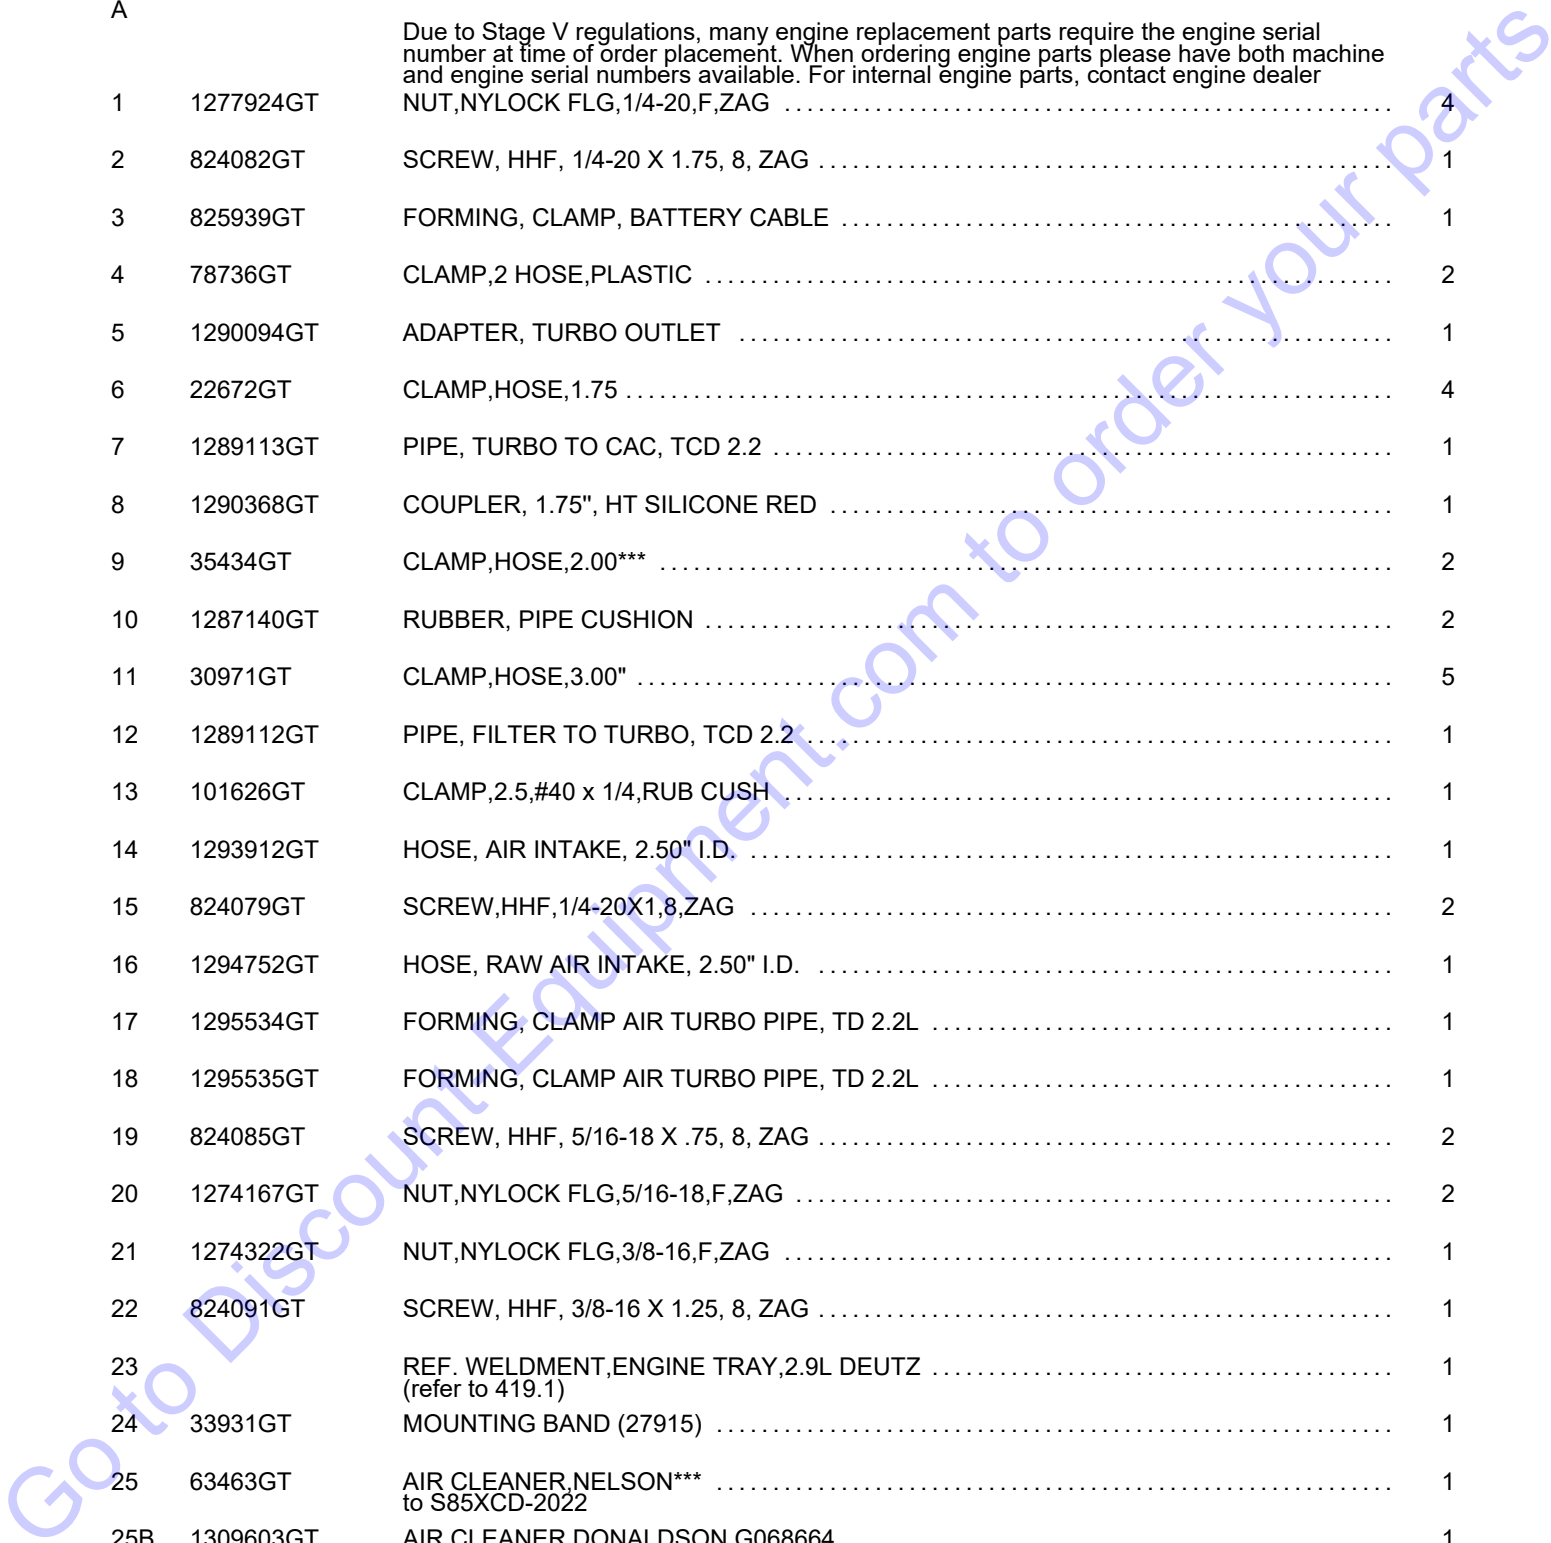 A
Due to Stage V regulations, many engine replacement parts require the engine serial
number at time of order placement. When ordering engine parts please have both machine
and engine serial numbers available. For internal engine parts, contact engine dealer
1 1277924GT NUT,NYLOCK FLG,1/4-20,F,ZAG 4
2 824082GT SCREW, HHF, 1/4-20 X 1.75, 8, ZAG 1
3 825939GT FORMING, CLAMP, BATTERY CABLE 1
4 78736GT CLAMP,2 HOSE,PLASTIC 2
5 1290094GT ADAPTER, TURBO OUTLET 1
6 22672GT CLAMP,HOSE,1.75 4
7 1289113GT PIPE, TURBO TO CAC, TCD 2.2 1
8 1290368GT COUPLER, 1.75", HT SILICONE RED 1
9 35434GT CLAMP,HOSE,2.00*** 2
10 1287140GT RUBBER, PIPE CUSHION 2
11 30971GT CLAMP,HOSE,3.00" 5
12 1289112GT PIPE, FILTER TO TURBO, TCD 2.2 1
13 101626GT CLAMP,2.5,#40 x 1/4,RUB CUSH 1
14 1293912GT HOSE, AIR INTAKE, 2.50" I.D. 1
15 824079GT SCREW,HHF,1/4-20X1,8,ZAG 2
16 1294752GT HOSE, RAW AIR INTAKE, 2.50" I.D. 1
17 1295534GT FORMING, CLAMP AIR TURBO PIPE, TD 2.2L 1
18 1295535GT FORMING, CLAMP AIR TURBO PIPE, TD 2.2L 1
19 824085GT SCREW, HHF, 5/16-18 X .75, 8, ZAG 2
20 1274167GT NUT,NYLOCK FLG,5/16-18,F,ZAG 2
21 1274322GT NUT,NYLOCK FLG,3/8-16,F,ZAG 1
22 824091GT SCREW, HHF, 3/8-16 X 1.25, 8, ZAG 1
23 REF. WELDMENT,ENGINE TRAY,2.9L DEUTZ 1
(refer to 419.1)
24 33931GT MOUNTING BAND (27915) 1
25 63463GT AIR CLEANER,NELSON*** 1
to S85XCD-2022
25B 1309603GT AIR CLEANER,DONALDSON G068664 1
Go to Discount-Equipment.com to order your parts